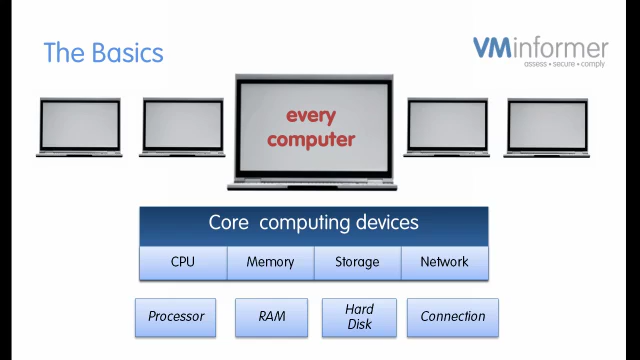 The Basics
VMinformer
assess • secure • comply
every
computer
Core computing devices
CPU
Memory
Storage
Network
Processor
RAM
Hard
Disk
Connection